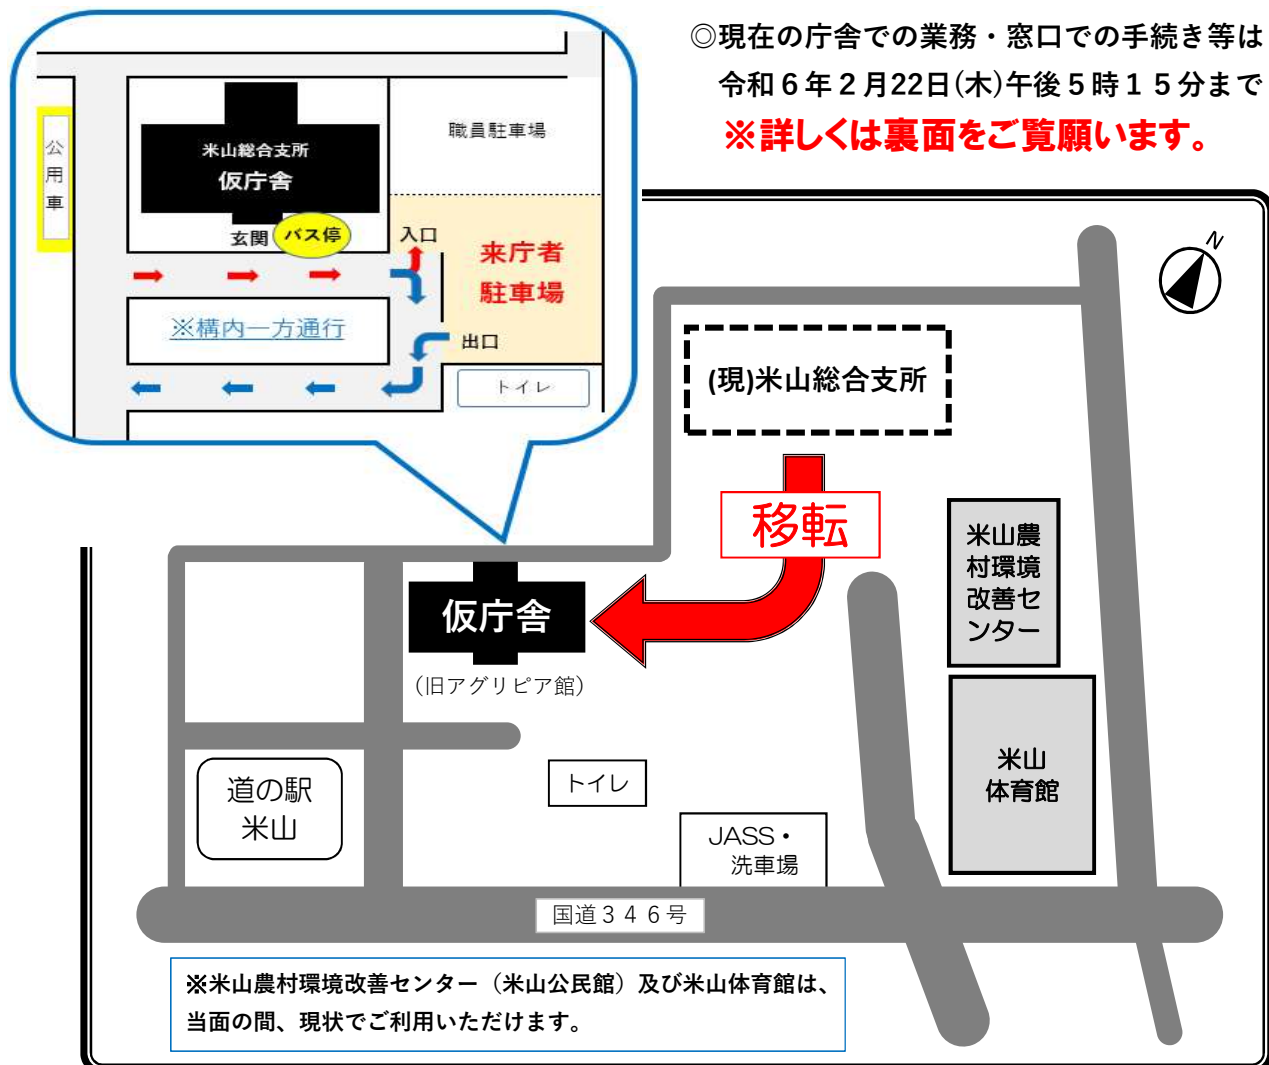 ◎現在の庁舎での業務・窓口での手続き等は
令和６年２月22日(木)午後５時１５分まで
※詳しくは裏面をご覧願います。
公用車
米山総合支所
仮庁舎
職員駐車場
玄関
バス停
入口
来庁者
駐車場
※構内一方通行
出口
トイレ
N
(現)米山総合支所
移転
米山農
村環境
改善セ
ンター
仮庁舎
(旧アグリピア館)
米山
体育館
道の駅
米山
トイレ
JASS・
洗車場
国道３４６号
※米山農村環境改善センター（米山公民館）及び米山体育館は、
当面の間、現状でご利用いただけます。